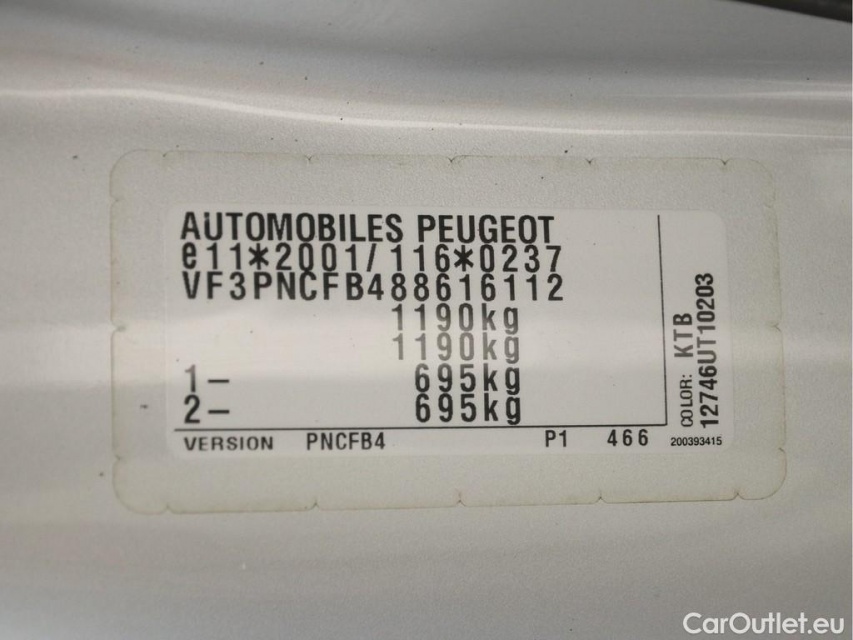 AUTOMOBILES PEUGEOT
e11*2001/116*0237
VF3PNCFB488616112
1190kg
1190kg
1- 695kg
2- 695kg
VERSION PNCFB4 P1 466
COLOR: KTB
12746UT10203
200393415
CarOutlet.eu